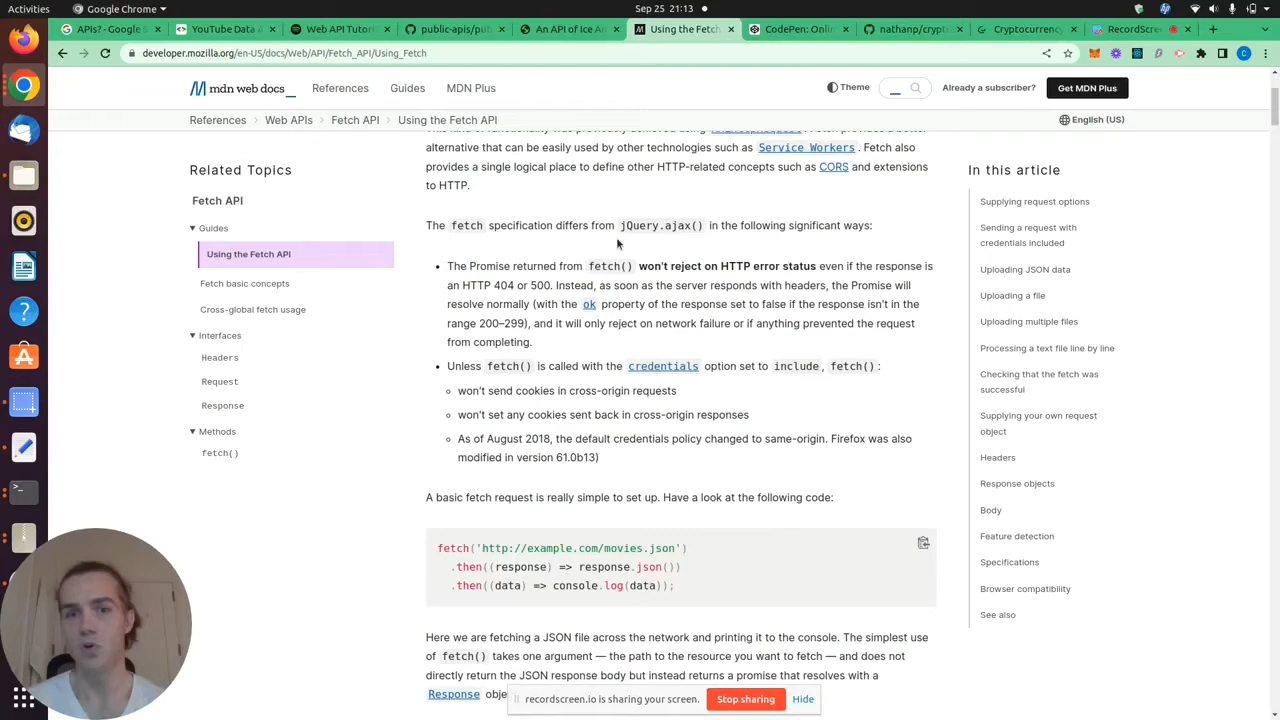 Google Chrome
Sep 25 21:13
APIs? - Google S
YouTube Data
Web API Tutori
public-apis/pub
An API of Ice An
Using the Fetch
CodePen: Onlin
nathanp/crypt
Cryptocurrency
RecordScreen
developer.mozilla.org/en-US/docs/Web/API/Fetch_API/Using_Fetch
mdn web docs_
References
Guides
MDN Plus
Theme
Already a subscriber?
Get MDN Plus
References
Web APIs
Fetch API
Using the Fetch API
English (US)
Related Topics
Fetch API
Guides
Using the Fetch API
Fetch basic concepts
Cross-global fetch usage
Interfaces
Headers
Request
Response
Methods
fetch()
This kind of functionality was previously achieved using XMLHttpRequest. Fetch provides a better
alternative that can be easily used by other technologies such as Service Workers. Fetch also
provides a single logical place to define other HTTP-related concepts such as CORS and extensions
to HTTP.
The fetch specification differs from jQuery.ajax() in the following significant ways:
• The Promise returned from fetch() won't reject on HTTP error status even if the response is
an HTTP 404 or 500. Instead, as soon as the server responds with headers, the Promise will
resolve normally (with the ok property of the response set to false if the response isn't in the
range 200–299), and it will only reject on network failure or if anything prevented the request
from completing.
• Unless fetch() is called with the credentials option set to include, fetch():
◦ won't send cookies in cross-origin requests
◦ won't set any cookies sent back in cross-origin responses
◦ As of August 2018, the default credentials policy changed to same-origin. Firefox was also
modified in version 61.0b13)
A basic fetch request is really simple to set up. Have a look at the following code:
fetch('http://example.com/movies.json')
.then((response) => response.json())
.then((data) => console.log(data));
Here we are fetching a JSON file across the network and printing it to the console. The simplest use
of fetch() takes one argument — the path to the resource you want to fetch — and does not
directly return the JSON response body but instead returns a promise that resolves with a
Response obje
In this article
Supplying request options
Sending a request with
credentials included
Uploading JSON data
Uploading a file
Uploading multiple files
Processing a text file line by line
Checking that the fetch was
successful
Supplying your own request
object
Headers
Response objects
Body
Feature detection
Specifications
Browser compatibility
See also
recordscreen.io is sharing your screen.
Stop sharing
Hide